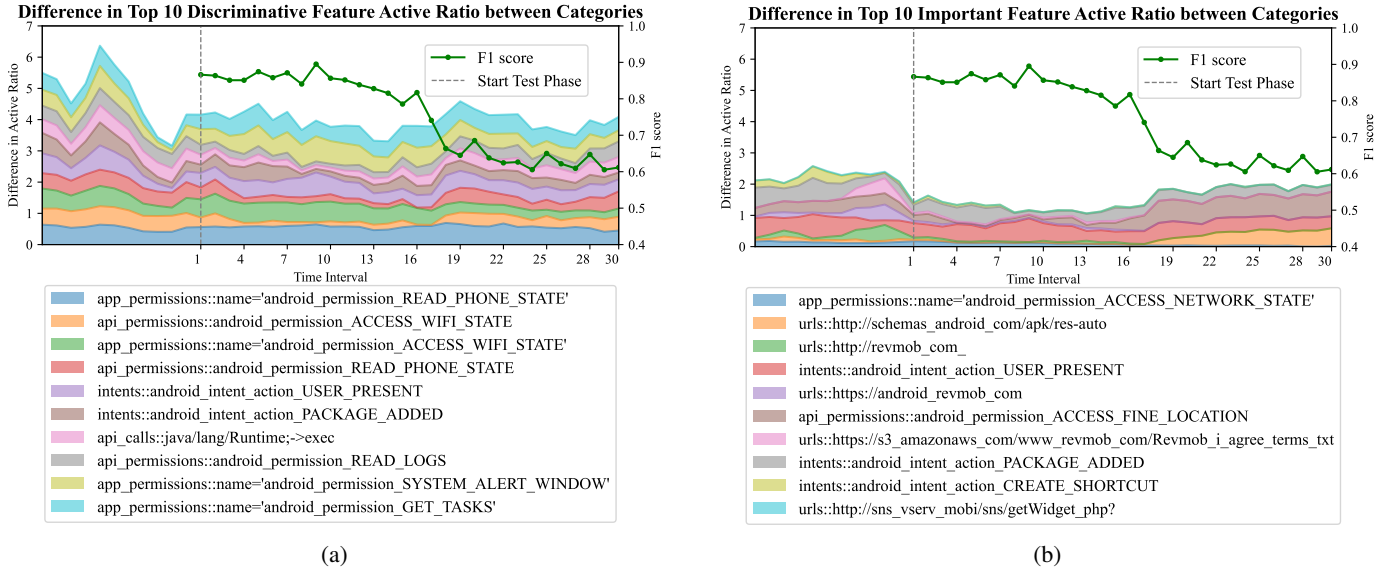 Difference in Top 10 Discriminative Feature Active Ratio between Categories
7
6
5
4
3
2
1
0
Difference in Active Ratio
1.0
0.9
0.8
0.7
0.6
0.5
0.4
F1 score
F1 score
Start Test Phase
1
4
7
10
13
16
19
22
25
28
30
Time Interval
app_permissions::name='android_permission_READ_PHONE_STATE'
api_permissions::android_permission_ACCESS_WIFI_STATE
app_permissions::name='android_permission_ACCESS_WIFI_STATE'
api_permissions::android_permission_READ_PHONE_STATE
intents::android_intent_action_USER_PRESENT
intents::android_intent_action_PACKAGE_ADDED
api_calls::java/lang/Runtime;->exec
api_permissions::android_permission_READ_LOGS
app_permissions::name='android_permission_SYSTEM_ALERT_WINDOW'
app_permissions::name='android_permission_GET_TASKS'
(a)
Difference in Top 10 Important Feature Active Ratio between Categories
7
6
5
4
3
2
1
0
Difference in Active Ratio
1.0
0.9
0.8
0.7
0.6
0.5
0.4
F1 score
F1 score
Start Test Phase
1
4
7
10
13
16
19
22
25
28
30
Time Interval
app_permissions::name='android_permission_ACCESS_NETWORK_STATE'
urls::http://schemas_android_com/apk/res-auto
urls::http://revmob_com_
intents::android_intent_action_USER_PRESENT
urls::https://android_revmob_com
api_permissions::android_permission_ACCESS_FINE_LOCATION
urls::https://s3_amazonaws_com/www_revmob_com/Revmob_i_agree_terms_txt
intents::android_intent_action_PACKAGE_ADDED
intents::android_intent_action_CREATE_SHORTCUT
urls::http://sns_vserv_mobi/sns/getWidget_php?
(b)